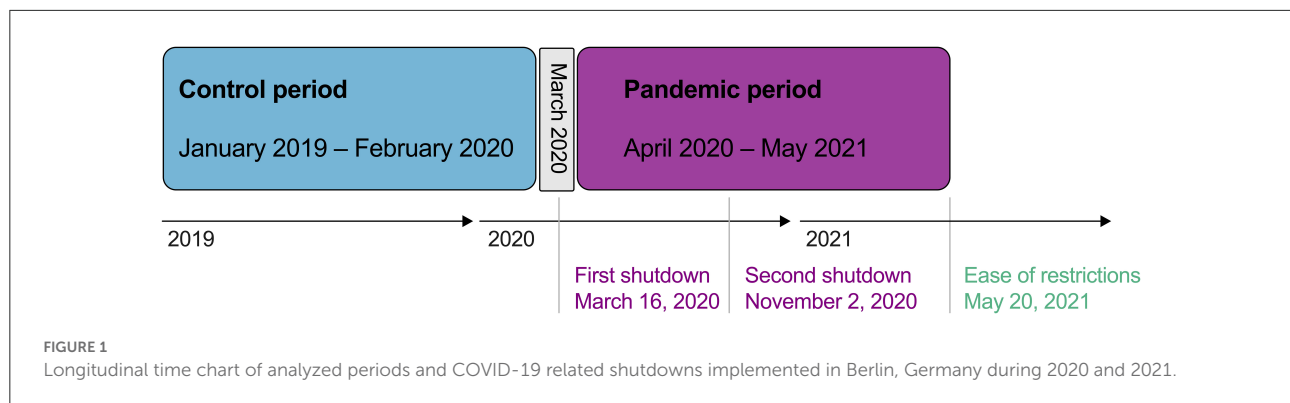 Control period
January 2019 – February 2020
March 2020
Pandemic period
April 2020 – May 2021
2019
2020
2021
First shutdown
March 16, 2020
Second shutdown
November 2, 2020
Ease of restrictions
May 20, 2021
FIGURE 1
Longitudinal time chart of analyzed periods and COVID-19 related shutdowns implemented in Berlin, Germany during 2020 and 2021.